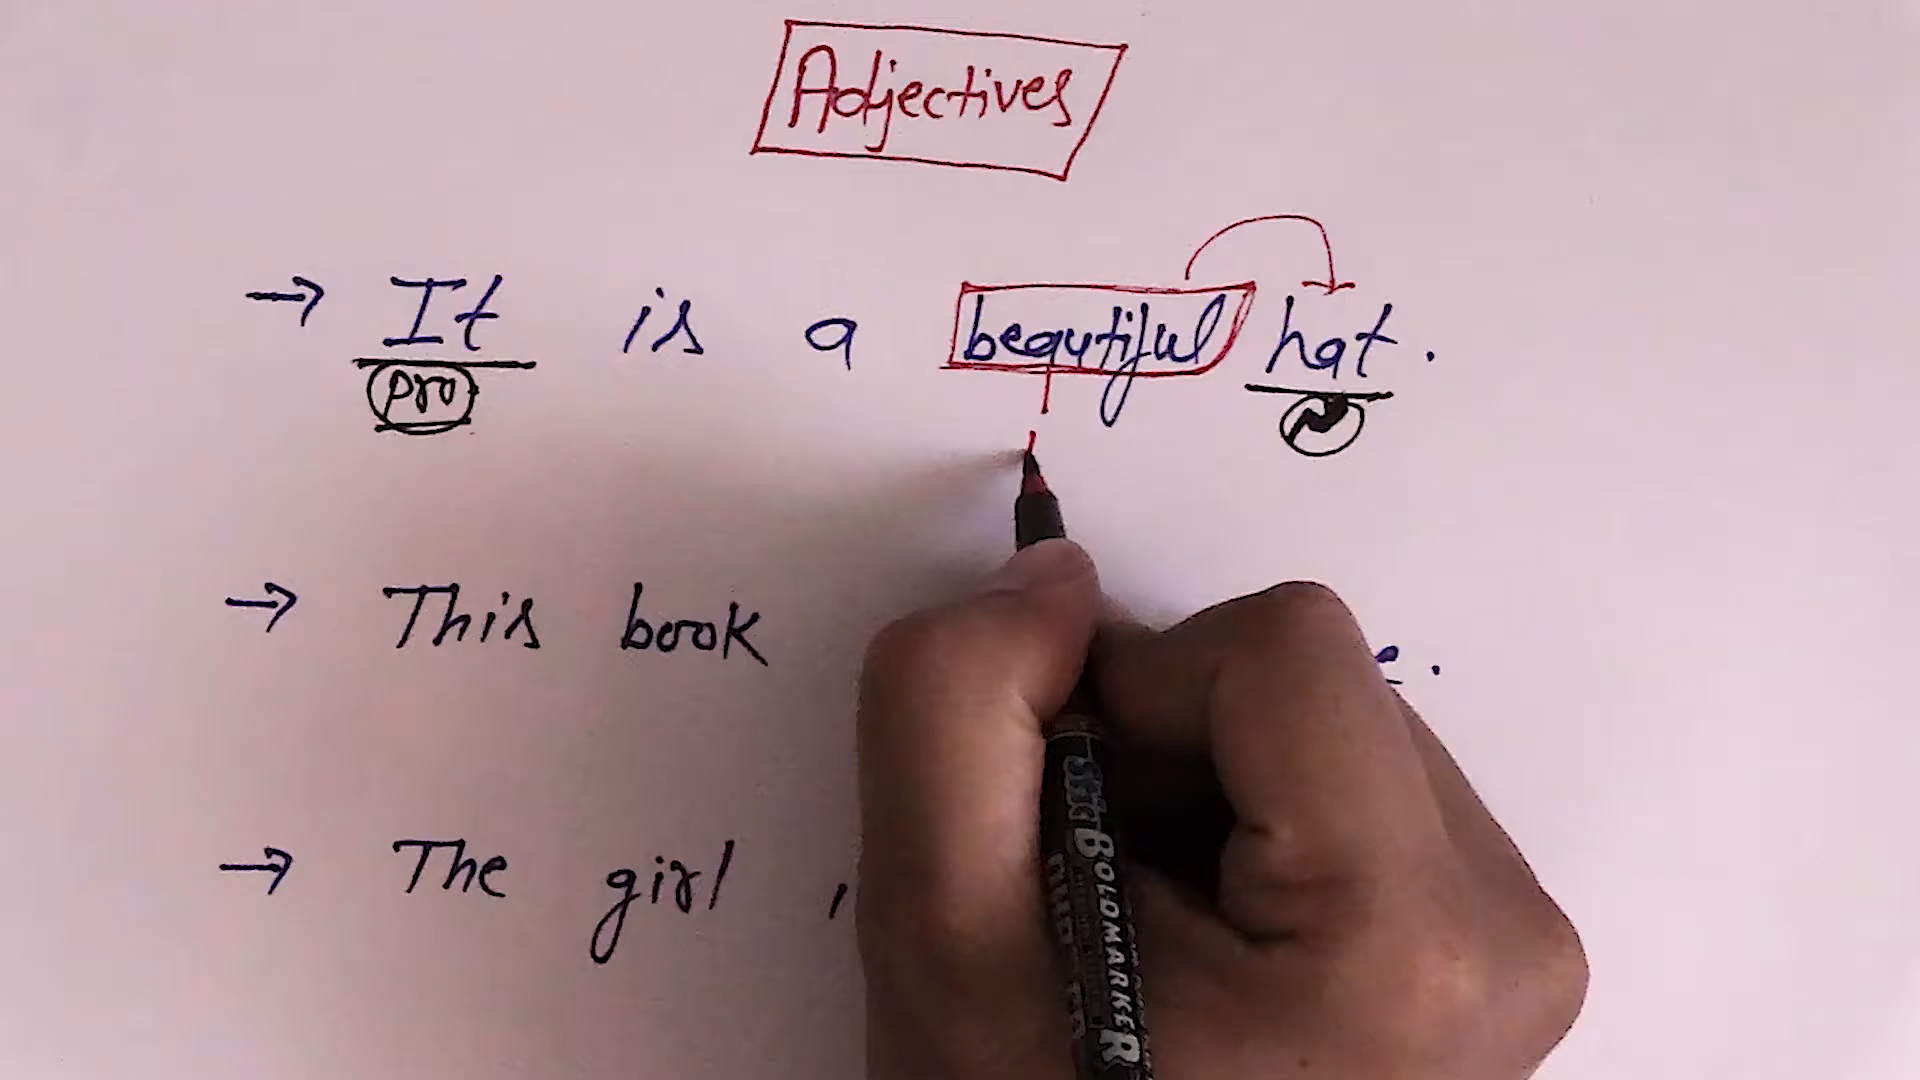 Adjectives
→ It is a beautiful hat.
pro N
→ This book
→ The girl
BOLDMARKER